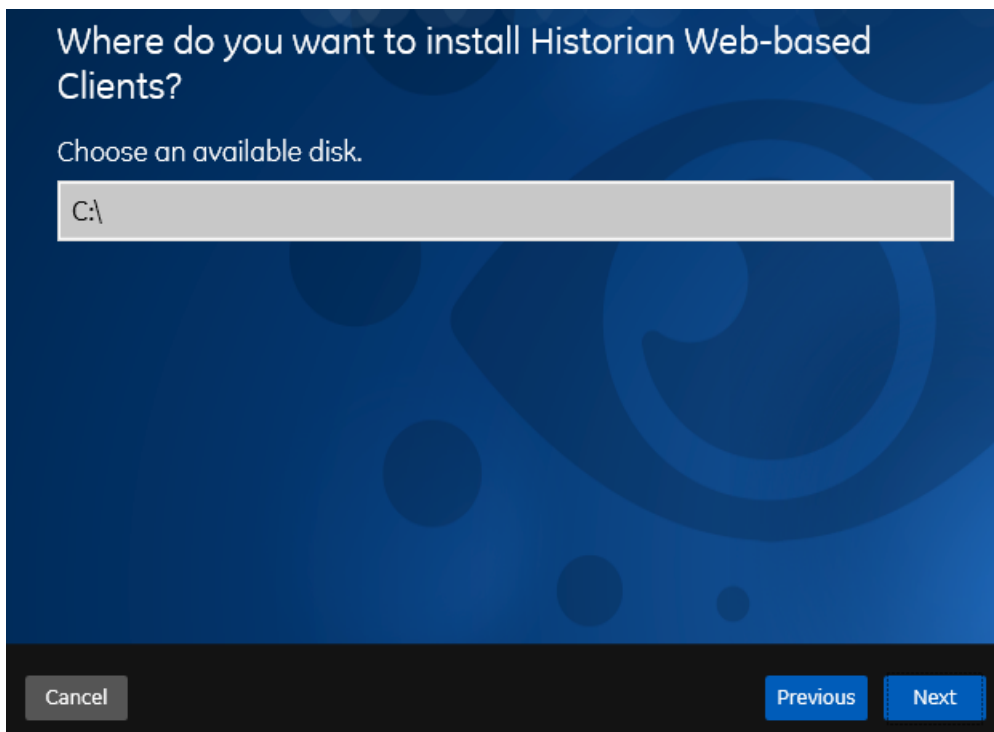 Where do you want to install Historian Web-based
Clients?
Choose an available disk.
C:\
Cancel
Previous
Next